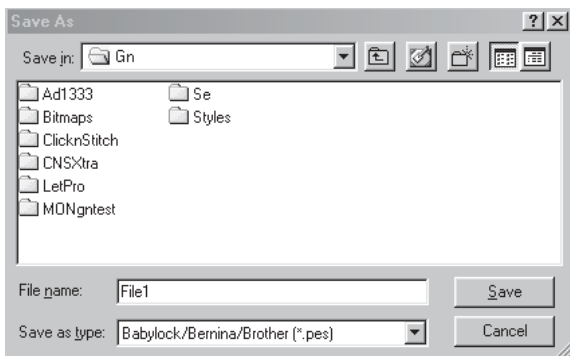 Save As
Save in: Gn
Ad1333 Se
Bitmaps Styles
ClicknStitch
CNSXtra
LetPro
MONgntest
File name: File1 Save
Save as type: Babylock/Bernina/Brother (*.pes) Cancel